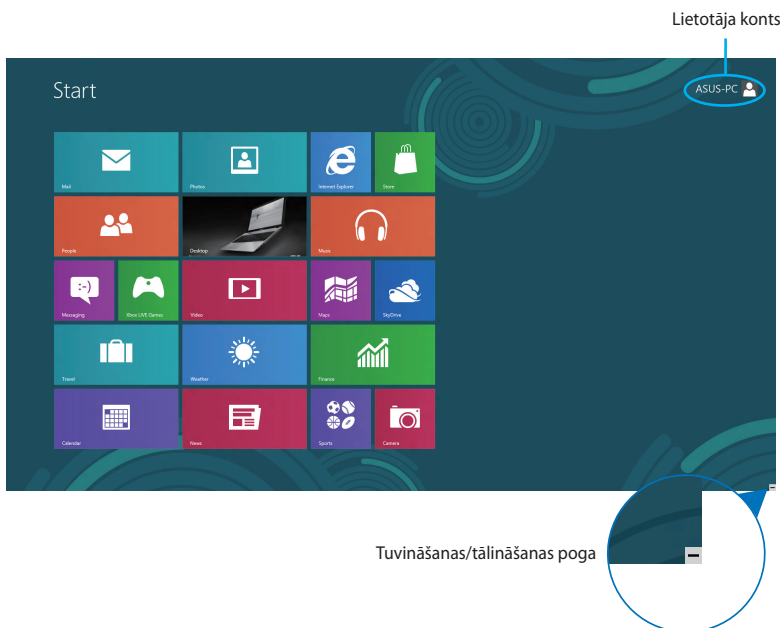 Lietotāja konts
Start
ASUS-PC
Mail
Photos
Internet Explorer
Store
People
Desktop
Music
Messaging
Xbox LIVE Games
Video
Maps
SkyDrive
Travel
Weather
Finance
Calendar
News
Sports
Camera
Tuvināšanas/tālināšanas poga